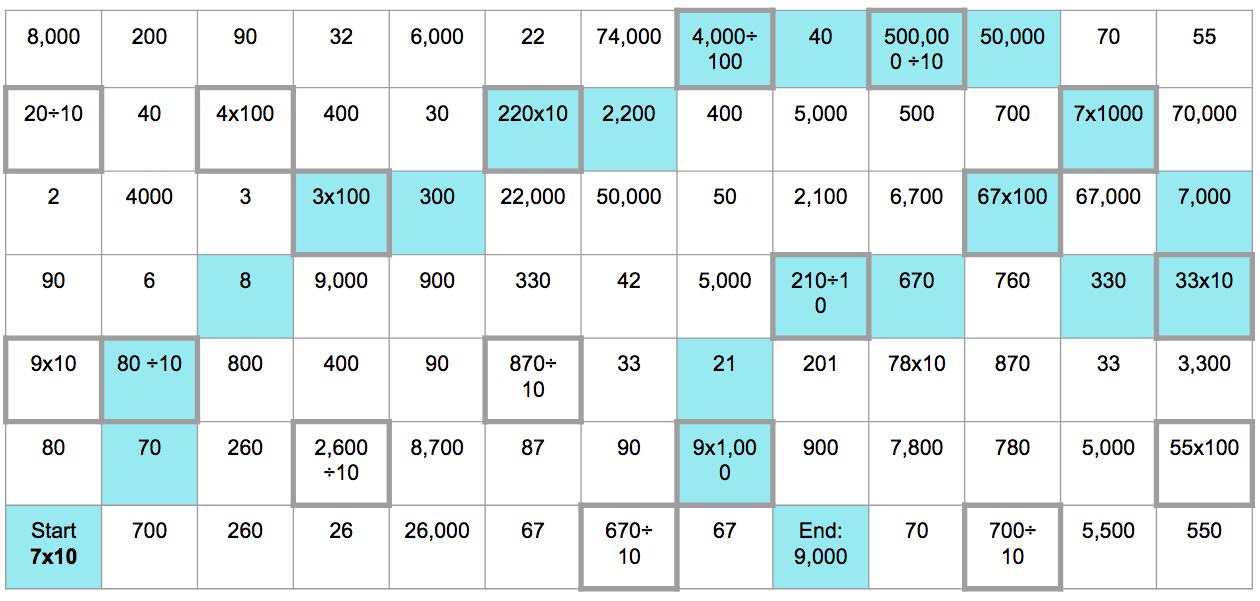 8,000 200 90 32 6,000 22 74,000 4,000÷ 40 500,00 50,000 70 55
100 0 ÷10
20÷10 40 4x100 400 30 220x10 2,200 400 5,000 500 700 7x1000 70,000
2 4000 3 3x100 300 22,000 50,000 50 2,100 6,700 67x100 67,000 7,000
90 6 8 9,000 900 330 42 5,000 210÷1 670 760 330 33x10
0
9x10 80 ÷10 800 400 90 870÷ 33 21 201 78x10 870 33 3,300
10
80 70 260 2,600 8,700 87 90 9x1,00 900 7,800 780 5,000 55x100
÷10 0
Start 700 260 26 26,000 67 670÷ 67 End: 70 700÷ 5,500 550
7x10 10 9,000 10